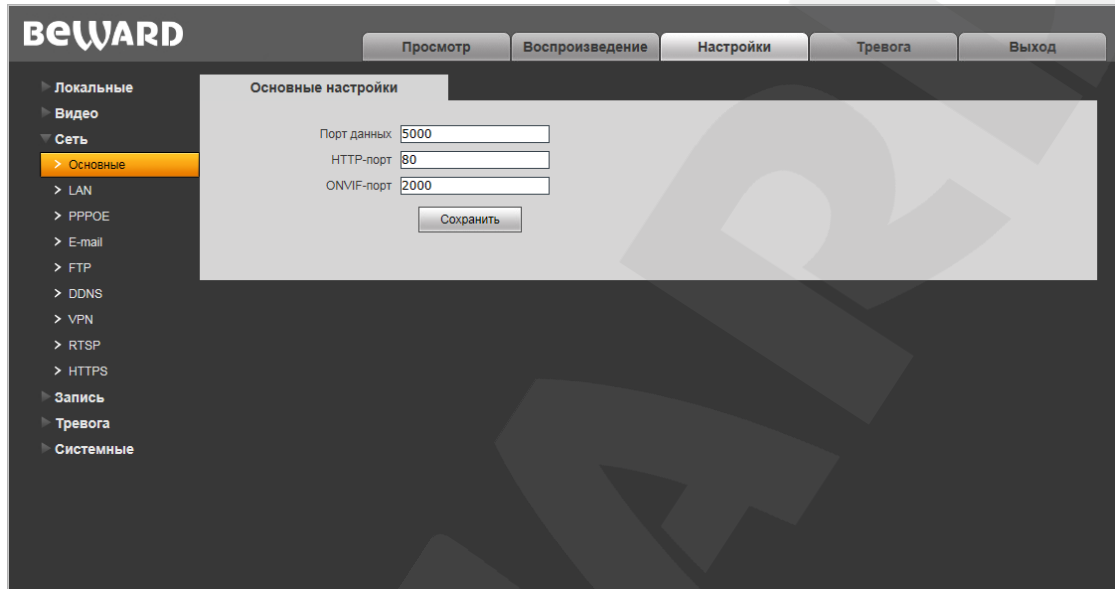 BEWARD
Просмотр Воспроизведение Настройки Тревога Выход
Локальные
Видео
Сеть
> Основные
> LAN
> PPPOE
> E-mail
> FTP
> DDNS
> VPN
> RTSP
> HTTPS
Запись
Тревога
Системные
Основные настройки
Порт данных 5000
HTTP-порт 80
ONVIF-порт 2000
Сохранить